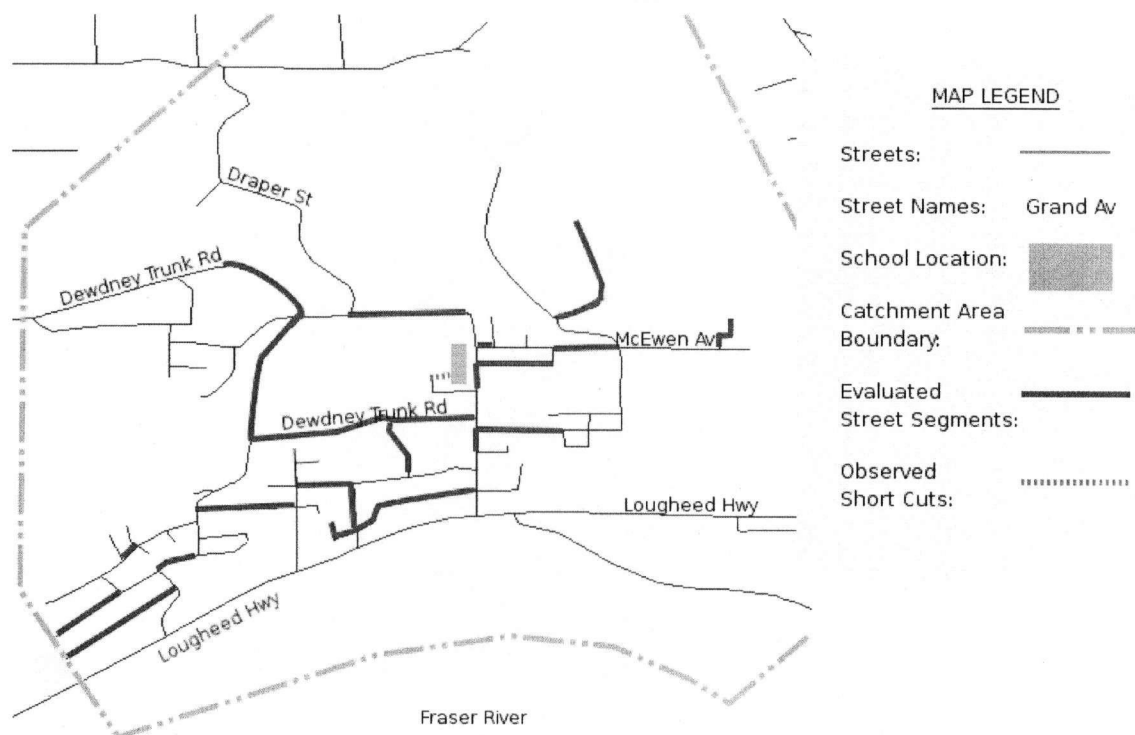 Draper St
Dewdney Trunk Rd
McEwen Av
Dewdney Trunk Rd
Lougheed Hwy
Lougheed Hwy
Fraser River
MAP LEGEND
Streets:
Street Names: Grand Av
School Location:
Catchment Area
Boundary:
Evaluated
Street Segments:
Observed
Short Cuts: